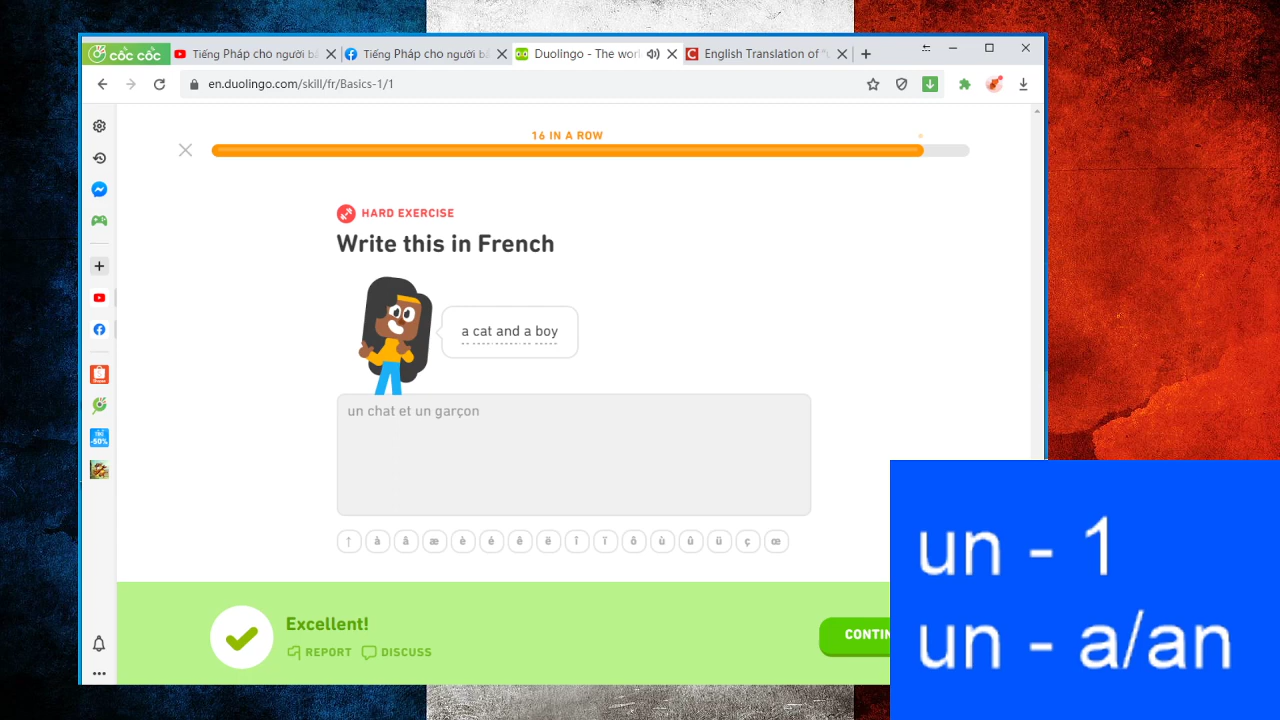 cốc cốc
Tiếng Pháp cho người bắ
Tiếng Pháp cho người bắ
Duolingo - The worl
English Translation of “
en.duolingo.com/skill/fr/Basics-1/1
16 IN A ROW
HARD EXERCISE
Write this in French
a cat and a boy
un chat et un garçon
↑ à â æ è é ê ë î ï ô ù û ü ç œ
-50%
Excellent!
REPORT DISCUSS
CONTIN
un - 1
un - a/an